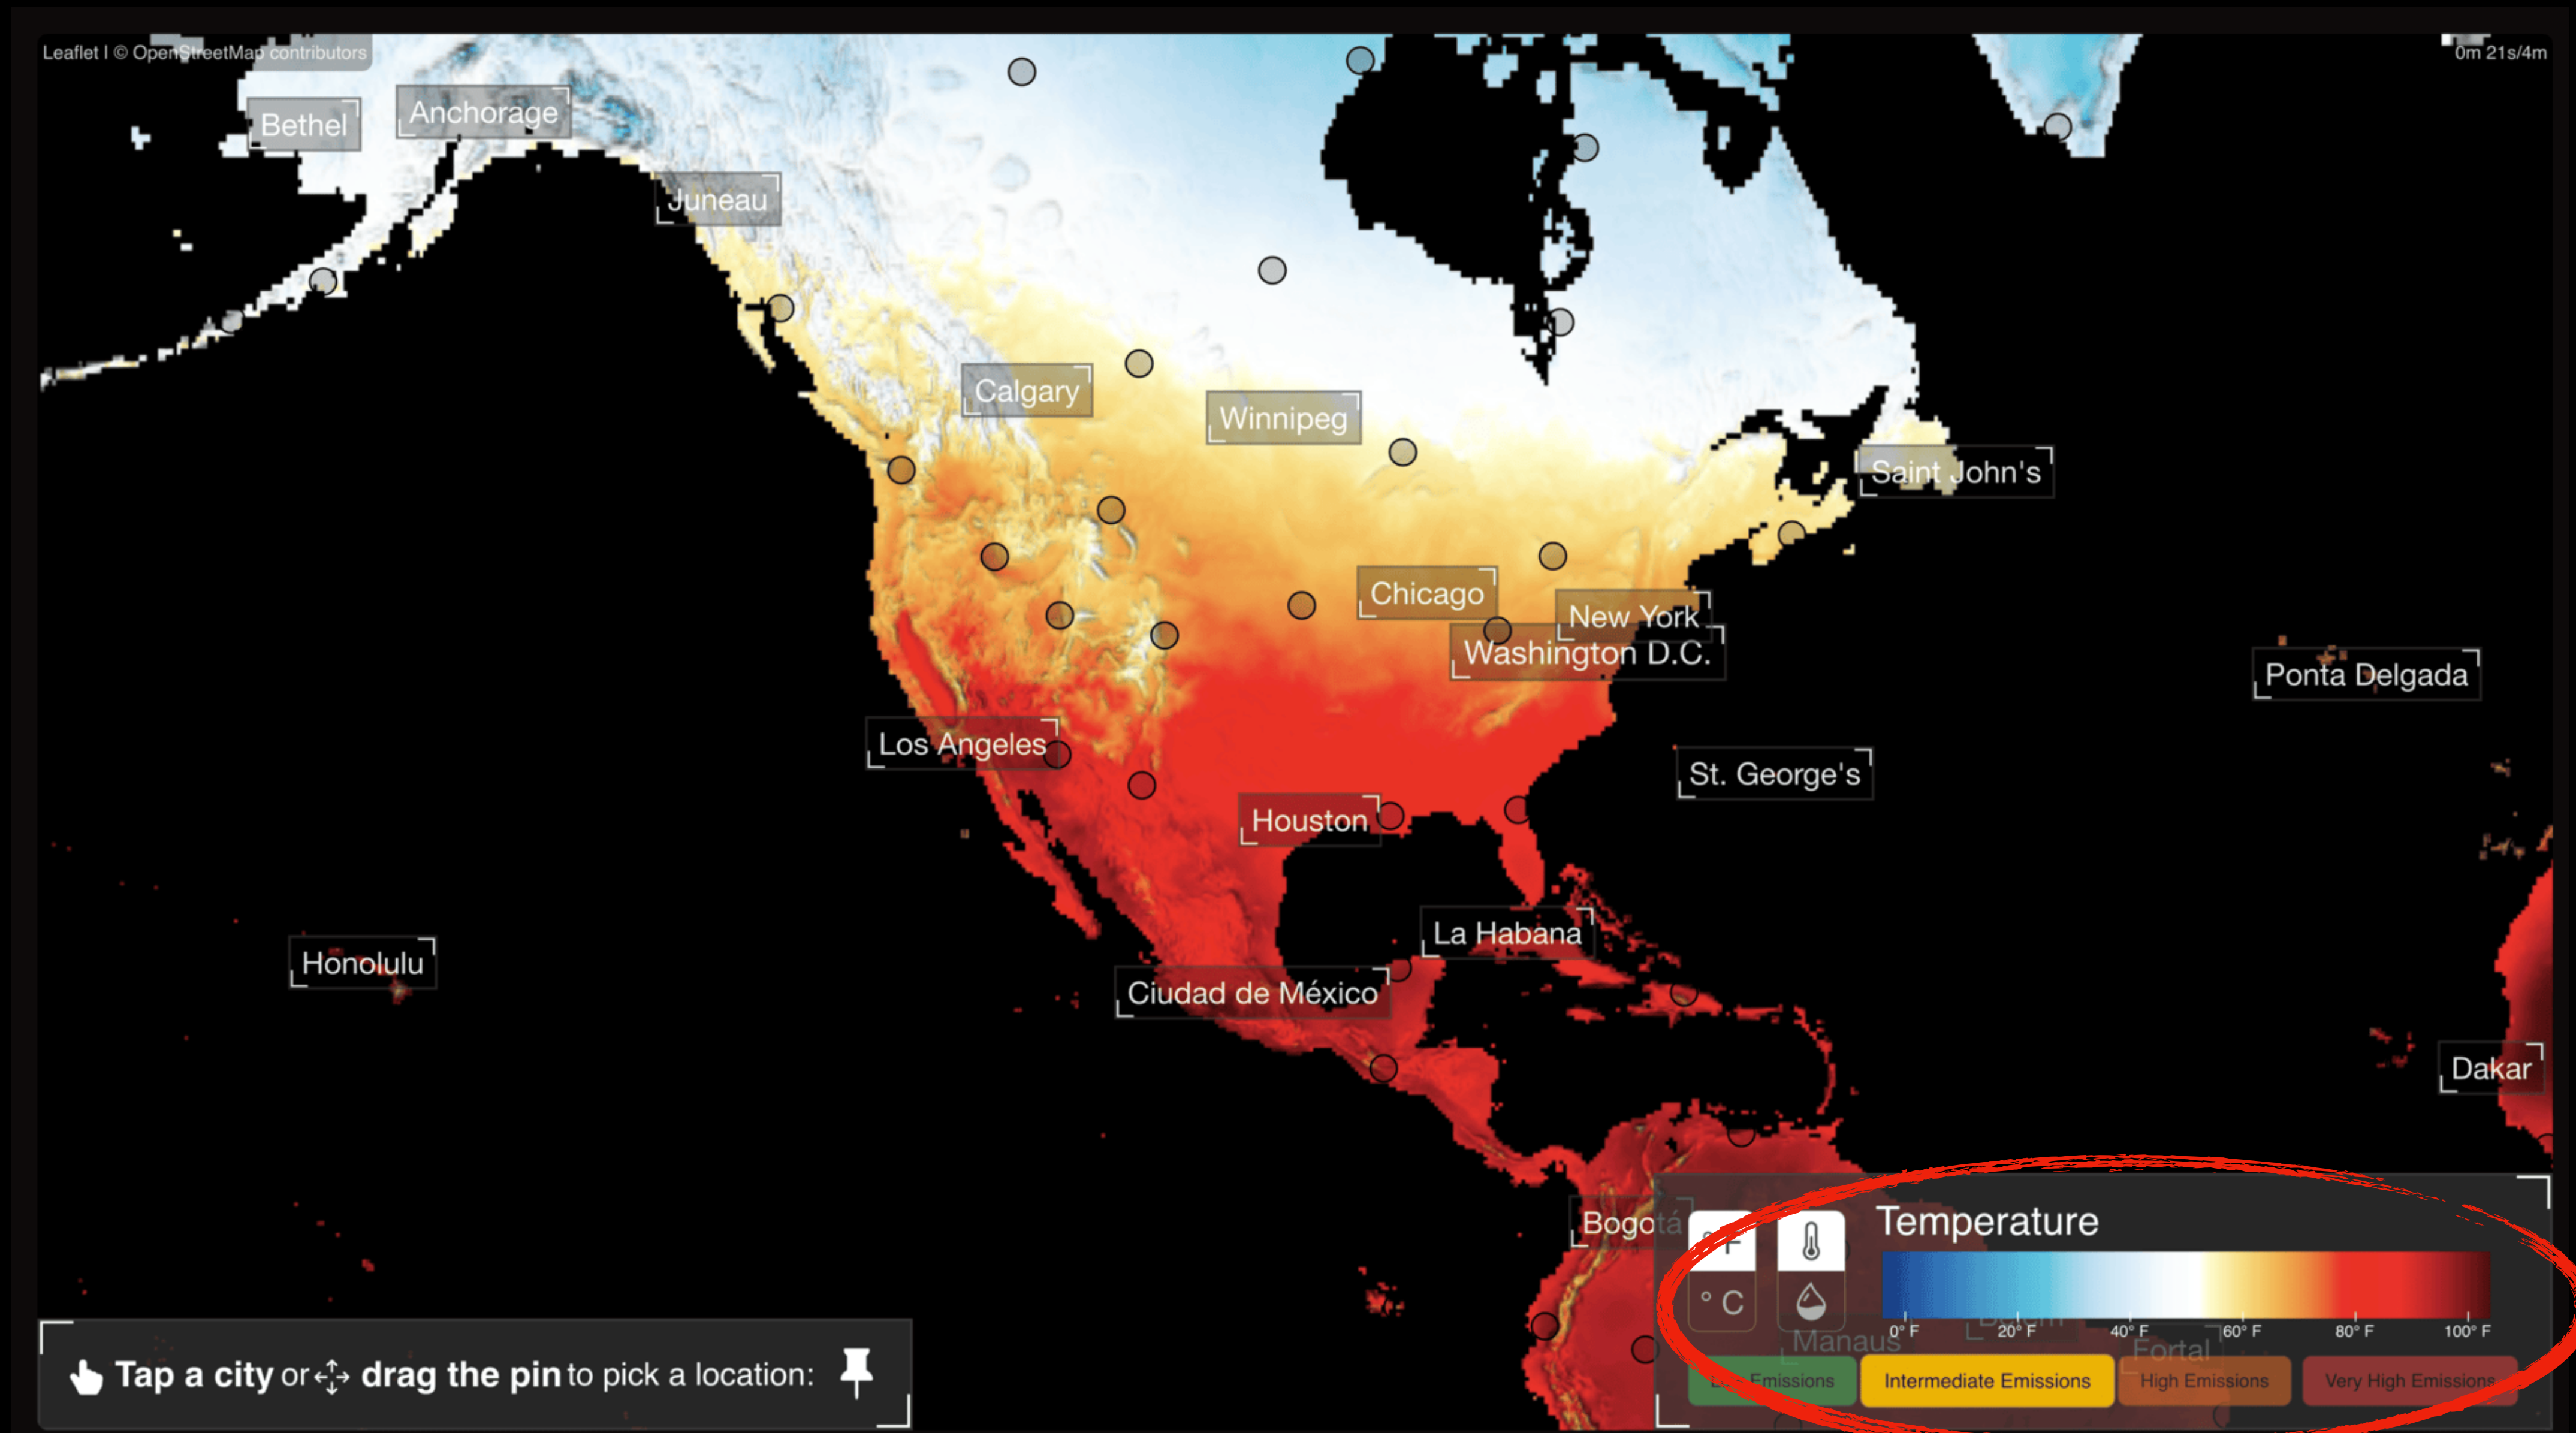 Leaflet | © OpenStreetMap contributors
0m 21s/4m
Bethel
Anchorage
Juneau
Calgary
Winnipeg
Saint John's
Chicago
New York
Washington D.C.
Ponta Delgada
Los Angeles
St. George's
Houston
La Habana
Honolulu
Ciudad de México
Dakar
Bogotá
° F
° C
Temperature
0° F 20° F 40° F 60° F 80° F 100° F
Belém
Manaus
Fortal
Low Emissions Intermediate Emissions High Emissions Very High Emissions
Tap a city or drag the pin to pick a location: